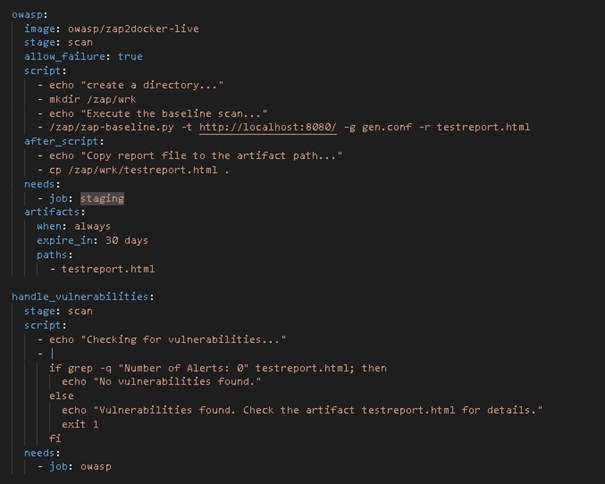 owasp:
  image: owasp/zap2docker-live
  stage: scan
  allow_failure: true
  script:
    - echo "create a directory..."
    - mkdir /zap/wrk
    - echo "Execute the baseline scan..."
    - /zap/zap-baseline.py -t http://localhost:8080/ -g gen.conf -r testreport.html
  after_script:
    - echo "Copy report file to the artifact path..."
    - cp /zap/wrk/testreport.html .
  needs:
    - job: staging
  artifacts:
    when: always
    expire_in: 30 days
    paths:
      - testreport.html

handle_vulnerabilities:
  stage: scan
  script:
    - echo "Checking for vulnerabilities..."
    - |
      if grep -q "Number of Alerts: 0" testreport.html; then
        echo "No vulnerabilities found."
      else
        echo "Vulnerabilities found. Check the artifact testreport.html for details."
        exit 1
      fi
  needs:
    - job: owasp